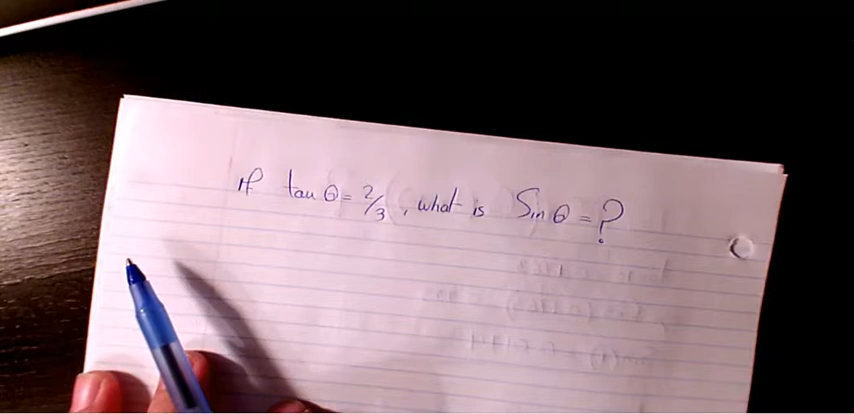 If tan θ = 2/3, what is Sin θ = ?